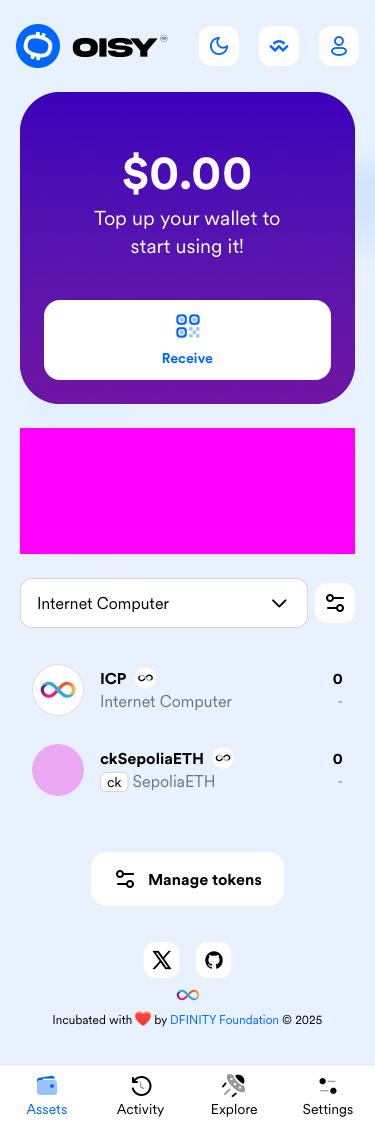 OISY
$0.00
Top up your wallet to
start using it!
Receive
Internet Computer
ICP 0
Internet Computer -
ckSepoliaETH 0
ck SepoliaETH -
Manage tokens
Incubated with ❤️ by DFINITY Foundation © 2025
Assets Activity Explore Settings